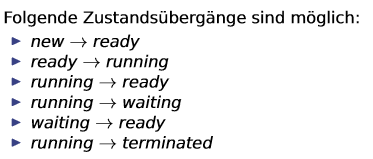 Folgende Zustandsübergänge sind möglich:
▶ new → ready
▶ ready → running
▶ running → ready
▶ running → waiting
▶ waiting → ready
▶ running → terminated